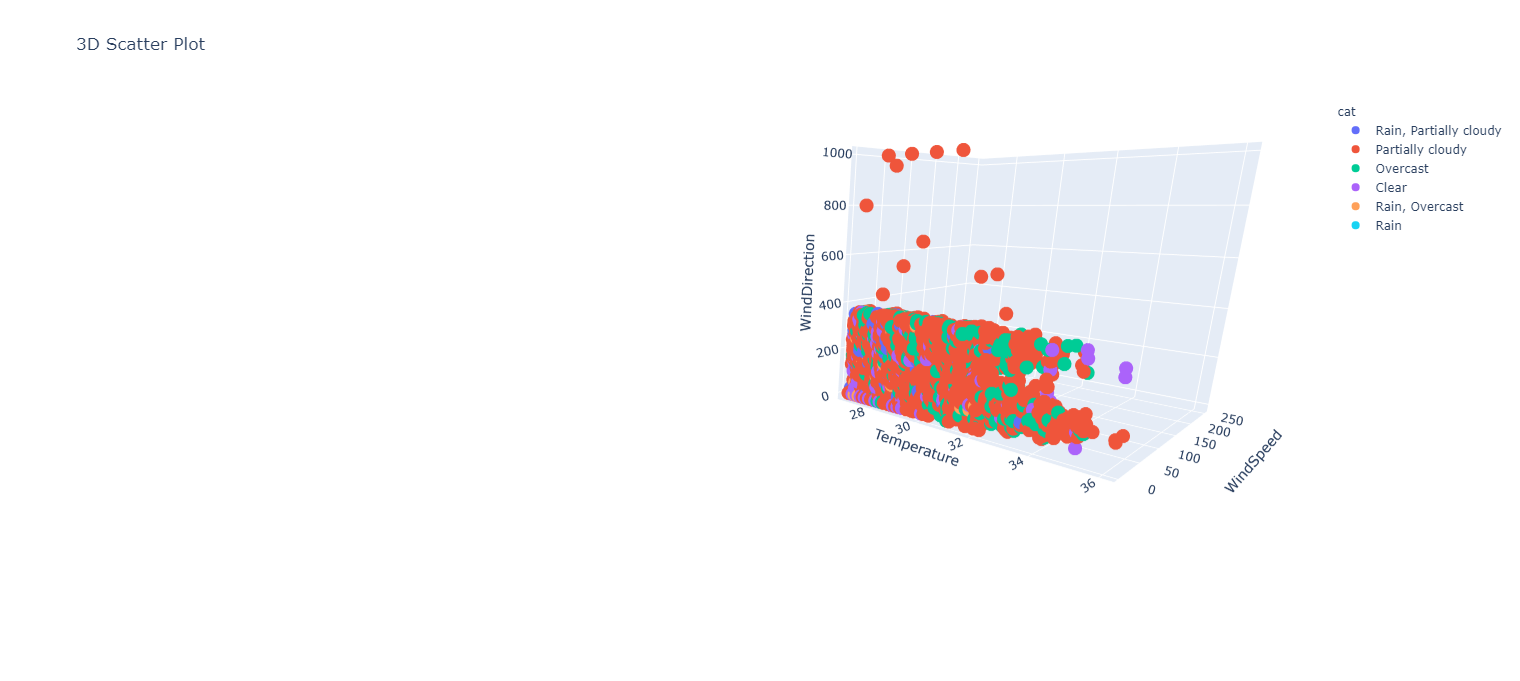 3D Scatter Plot
cat
Rain, Partially cloudy
Partially cloudy
Overcast
Clear
Rain, Overcast
Rain
1000
800
600
400
200
0
WindDirection
28
30
32
34
36
Temperature
0
50
100
150
200
250
WindSpeed